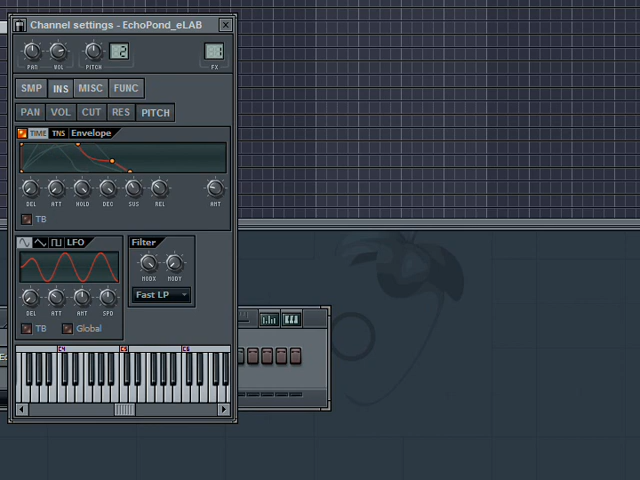 Channel settings - EchoPond_eLAB
PAN VOL PITCH 2 FX
SMP INS MISC FUNC
PAN VOL CUT RES PITCH
TIME TNS Envelope
DEL ATT HOLD DEC SUS REL AMT
TB
LFO Filter
MODX MODY
Fast LP
DEL ATT AMT SPD
TB Global
C4 C5 C6